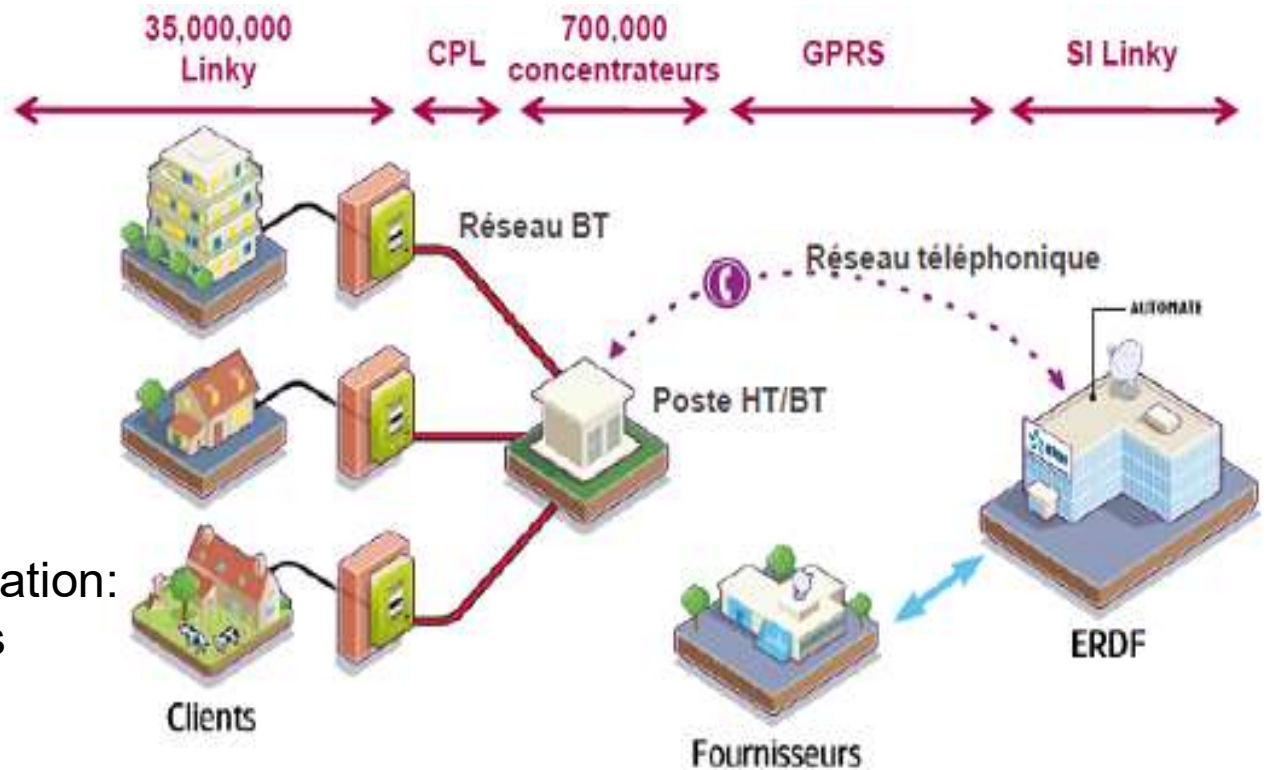 35,000,000
Linky
CPL
700,000
concentrateurs
GPRS
SI Linky
Réseau BT
Réseau téléphonique
AUTOMATE
Poste HT/BT
ation:
s
ERDF
Clients
Fournisseurs